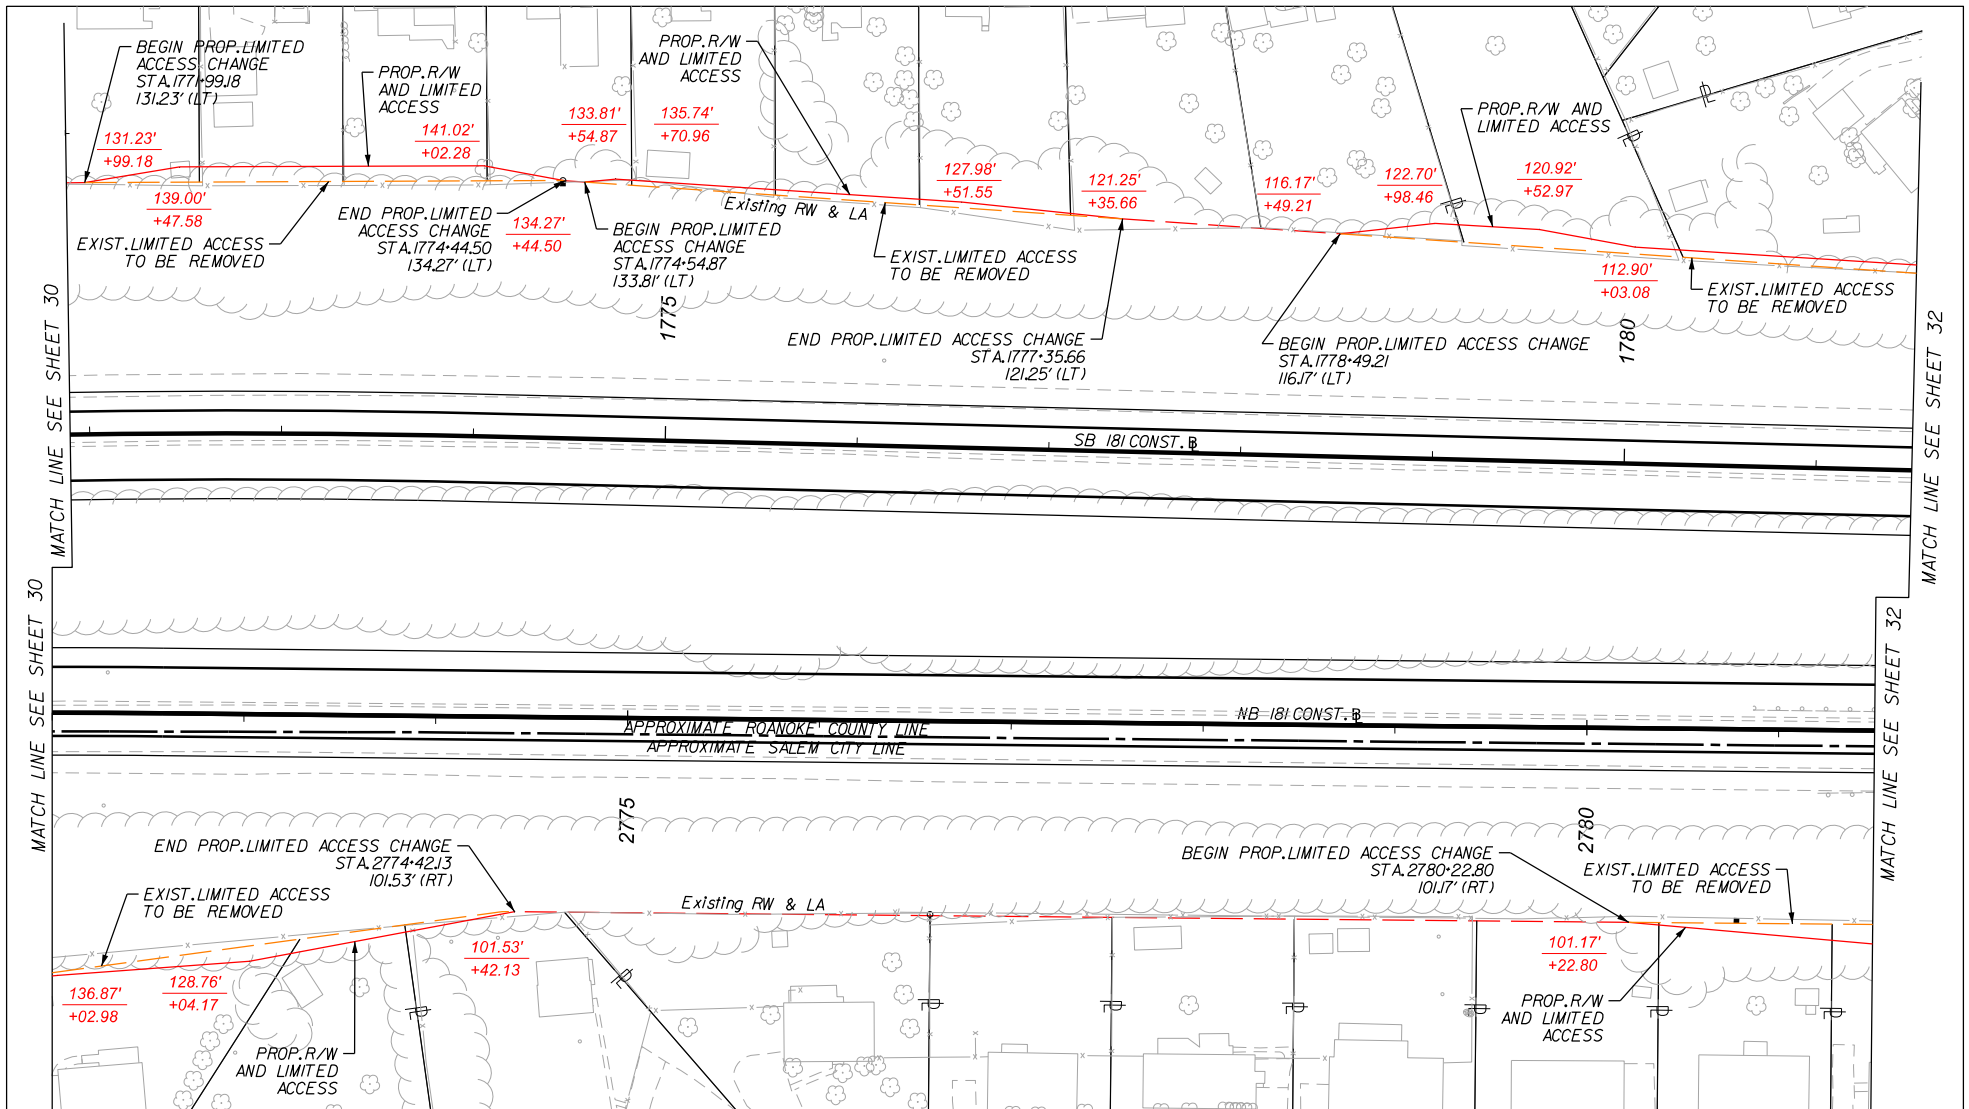 BEGIN PROP.LIMITED
ACCESS CHANGE
STA.1771+99.18
131.23' (LT)
PROP.R/W
AND LIMITED
ACCESS
PROP.R/W
AND LIMITED
ACCESS
PROP.R/W AND
LIMITED ACCESS
131.23'
+99.18
139.00'
+47.58
141.02'
+02.28
133.81'
+54.87
135.74'
+70.96
127.98'
+51.55
121.25'
+35.66
116.17'
+49.21
122.70'
+98.46
120.92'
+52.97
112.90'
+03.08
134.27'
+44.50
EXIST.LIMITED ACCESS
TO BE REMOVED
END PROP.LIMITED
ACCESS CHANGE
STA.1774+44.50
134.27' (LT)
BEGIN PROP.LIMITED
ACCESS CHANGE
STA.1774+54.87
133.81' (LT)
Existing RW & LA
EXIST.LIMITED ACCESS
TO BE REMOVED
END PROP.LIMITED ACCESS CHANGE
STA.1777+35.66
121.25' (LT)
BEGIN PROP.LIMITED ACCESS CHANGE
STA.1778+49.21
116.17' (LT)
EXIST.LIMITED ACCESS
TO BE REMOVED
PL
PL
PL
1775
1780
MATCH LINE SEE SHEET 30
MATCH LINE SEE SHEET 32
SB I81 CONST. B
MATCH LINE SEE SHEET 30
MATCH LINE SEE SHEET 32
NB I81 CONST. B
APPROXIMATE ROANOKE COUNTY LINE
APPROXIMATE SALEM CITY LINE
2775
2780
END PROP.LIMITED ACCESS CHANGE
STA.2774+42.13
101.53' (RT)
EXIST.LIMITED ACCESS
TO BE REMOVED
Existing RW & LA
BEGIN PROP.LIMITED ACCESS CHANGE
STA.2780+22.80
101.17' (RT)
EXIST.LIMITED ACCESS
TO BE REMOVED
136.87'
+02.98
128.76'
+04.17
101.53'
+42.13
101.17'
+22.80
PROP.R/W
AND LIMITED
ACCESS
PROP.R/W
AND LIMITED
ACCESS
PL
PL
PL
PL
PL
PL
PL
PL